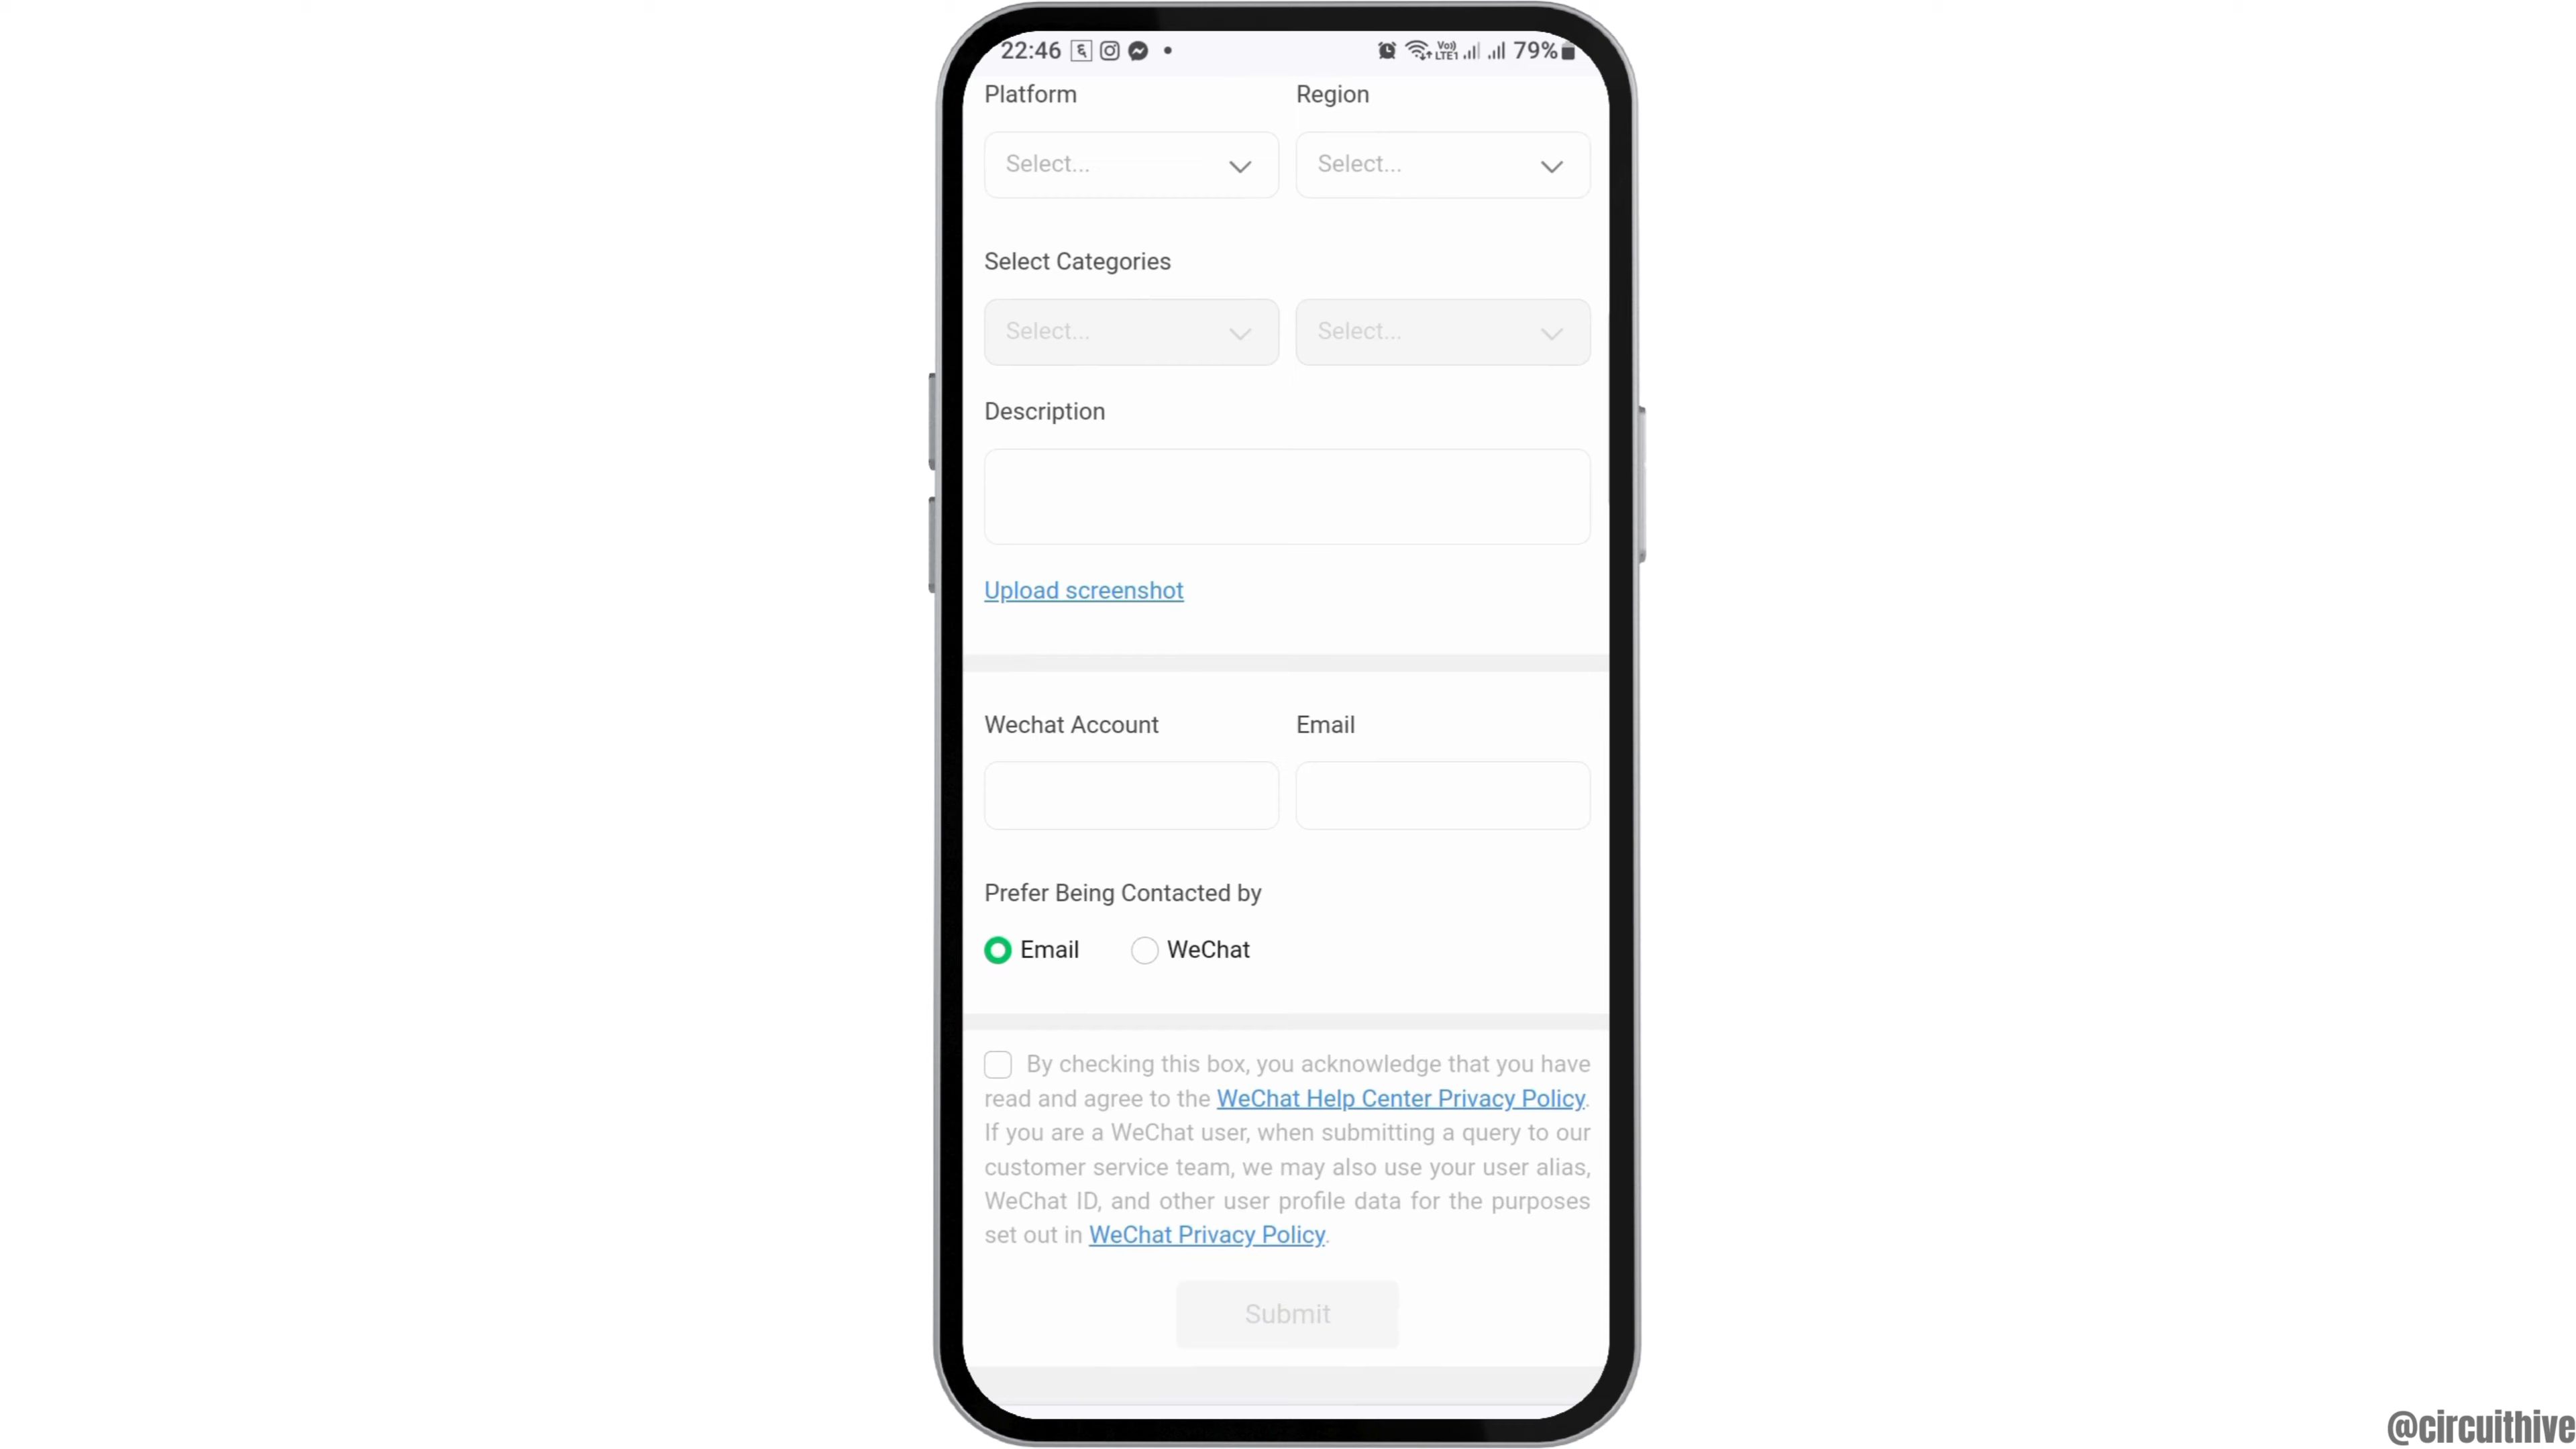 22:46 ६ Vo)) LTE1 79%
Platform Region
Select... Select...
Select Categories
Select... Select...
Description
Upload screenshot
Wechat Account Email
Prefer Being Contacted by
Email WeChat
By checking this box, you acknowledge that you have
read and agree to the WeChat Help Center Privacy Policy.
If you are a WeChat user, when submitting a query to our
customer service team, we may also use your user alias,
WeChat ID, and other user profile data for the purposes
set out in WeChat Privacy Policy.
Submit
@circuithive